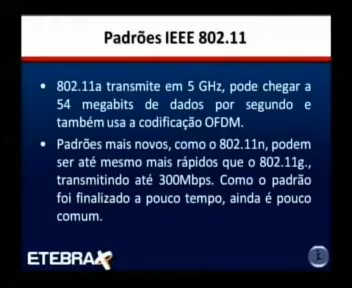 Padrões IEEE 802.11
• 802.11a transmite em 5 GHz, pode chegar a
54 megabits de dados por segundo e
também usa a codificação OFDM.
• Padrões mais novos, como o 802.11n, podem
ser até mesmo mais rápidos que o 802.11g.,
transmitindo até 300Mbps. Como o padrão
foi finalizado a pouco tempo, ainda é pouco
comum.
ETEBRAX